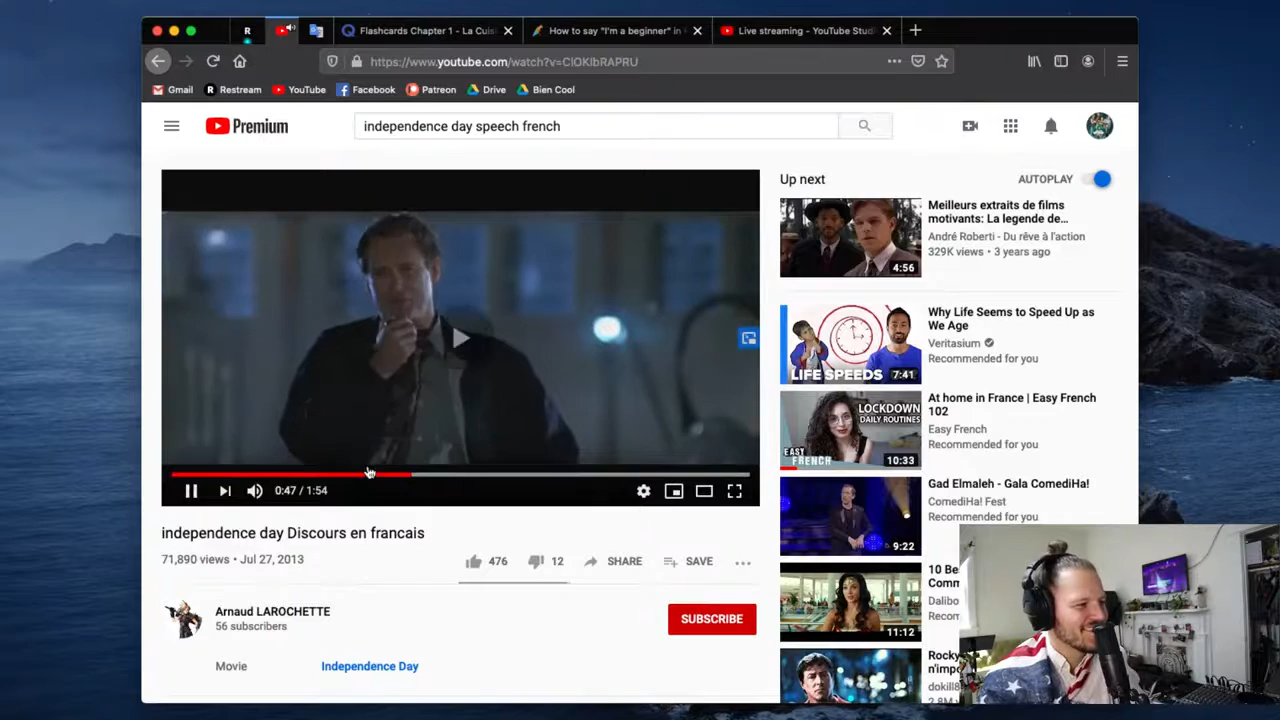 Flashcards Chapter 1 - La Cuis
How to say "I'm a beginner" in
Live streaming - YouTube Stud
https://www.youtube.com/watch?v=ClOKIbRAPRU
Gmail
Restream
YouTube
Facebook
Patreon
Drive
Bien Cool
Premium
independence day speech french
Up next
AUTOPLAY
Meilleurs extraits de films
motivants: La legende de...
André Roberti - Du rêve à l'action
329K views • 3 years ago
4:56
Why Life Seems to Speed Up as
We Age
Veritasium
Recommended for you
LIFE SPEEDS
7:41
At home in France | Easy French
102
Easy French
Recommended for you
LOCKDOWN
DAILY ROUTINES
EASY
FRENCH
10:33
Gad Elmaleh - Gala ComediHa!
ComediHa! Fest
Recommended for you
9:22
10 Be
Comm
Dalibo
Recom
11:12
Rocky
n'impo
dokill8
2.8M
0:47 / 1:54
independence day Discours en francais
71,890 views • Jul 27, 2013
476
12
SHARE
SAVE
Arnaud LAROCHETTE
56 subscribers
SUBSCRIBE
Movie
Independence Day